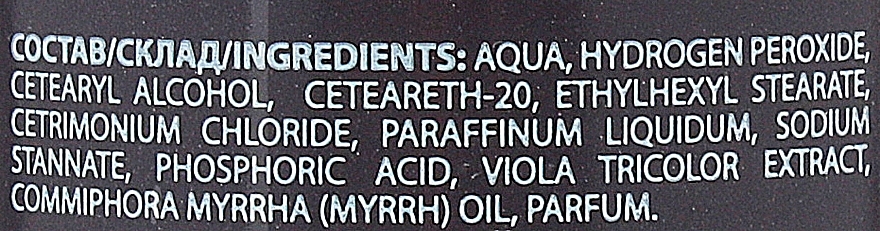 СОСТАВ/СКЛАД/INGREDIENTS: AQUA, HYDROGEN PEROXIDE,
CETEARYL ALCOHOL, CETEARETH-20, ETHYLHEXYL STEARATE,
CETRIMONIUM CHLORIDE, PARAFFINUM LIQUIDUM, SODIUM
STANNATE, PHOSPHORIC ACID, VIOLA TRICOLOR EXTRACT,
COMMIPHORA MYRRHA (MYRRH) OIL, PARFUM.